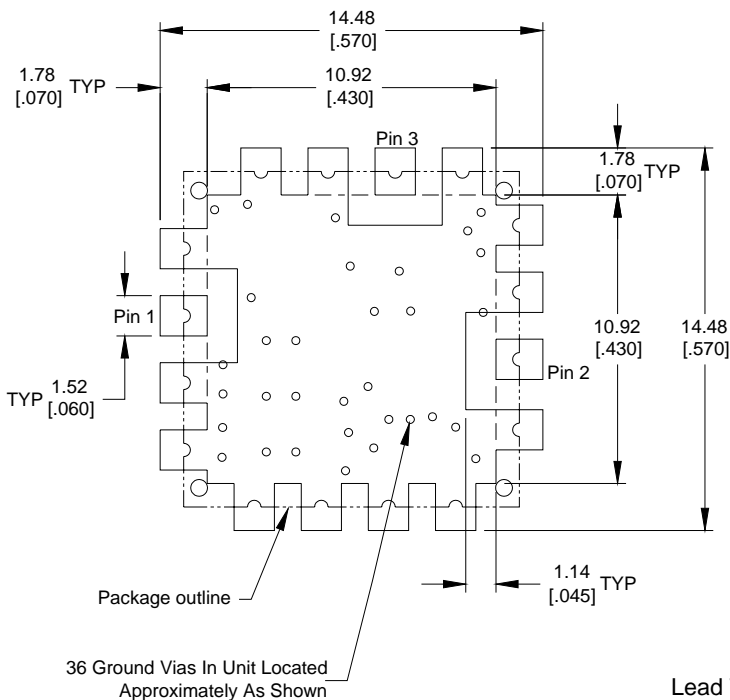 14.48
[.570]
1.78
[.070]
TYP
10.92
[.430]
Pin 3
1.78
[.070]
TYP
Pin 1
10.92
[.430]
14.48
[.570]
Pin 2
TYP 1.52
[.060]
1.14
[.045]
TYP
Package outline
36 Ground Vias In Unit Located
Approximately As Shown
Lead